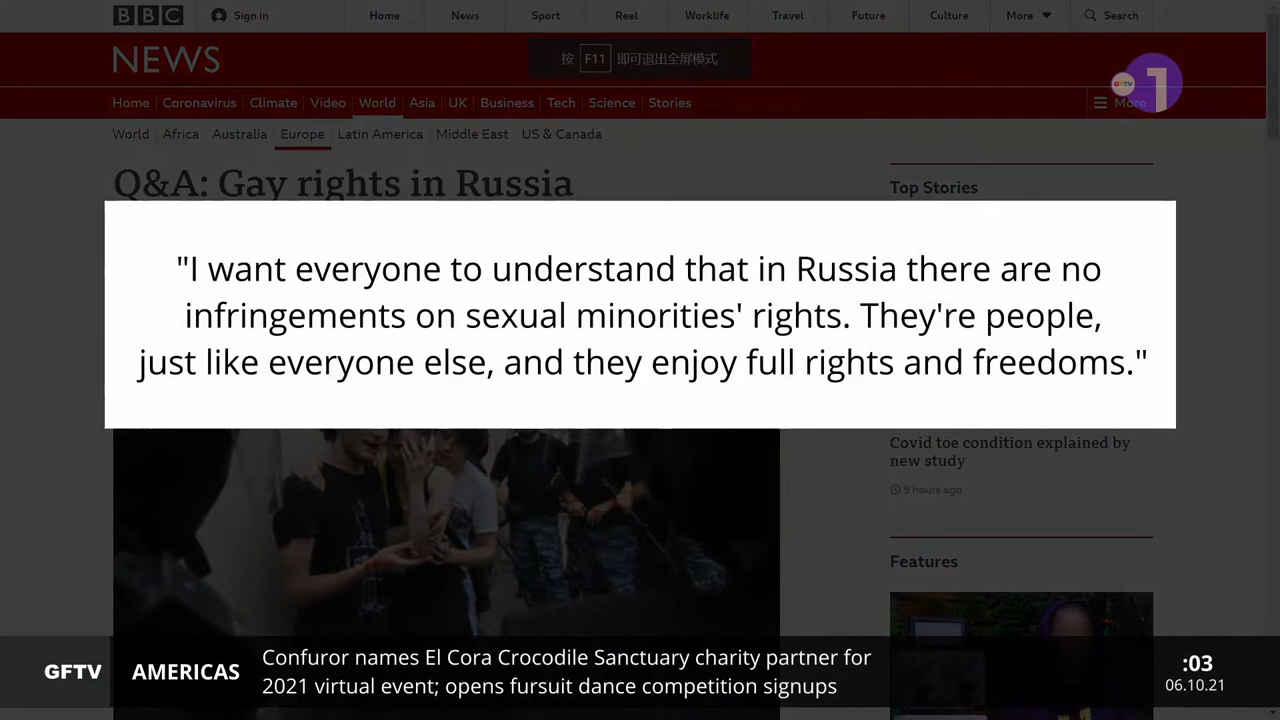 BBC
Sign in
Home
News
Sport
Reel
Worklife
Travel
Future
Culture
More
Search
NEWS
按 F11 即可退出全屏模式
GFTV 1
Home
Coronavirus
Climate
Video
World
Asia
UK
Business
Tech
Science
Stories
More
World
Africa
Australia
Europe
Latin America
Middle East
US & Canada
Q&A: Gay rights in Russia
Top Stories
"I want everyone to understand that in Russia there are no
infringements on sexual minorities' rights. They're people,
just like everyone else, and they enjoy full rights and freedoms."
Covid toe condition explained by
new study
9 hours ago
Features
GFTV
AMERICAS
Confuror names El Cora Crocodile Sanctuary charity partner for
2021 virtual event; opens fursuit dance competition signups
:03
06.10.21